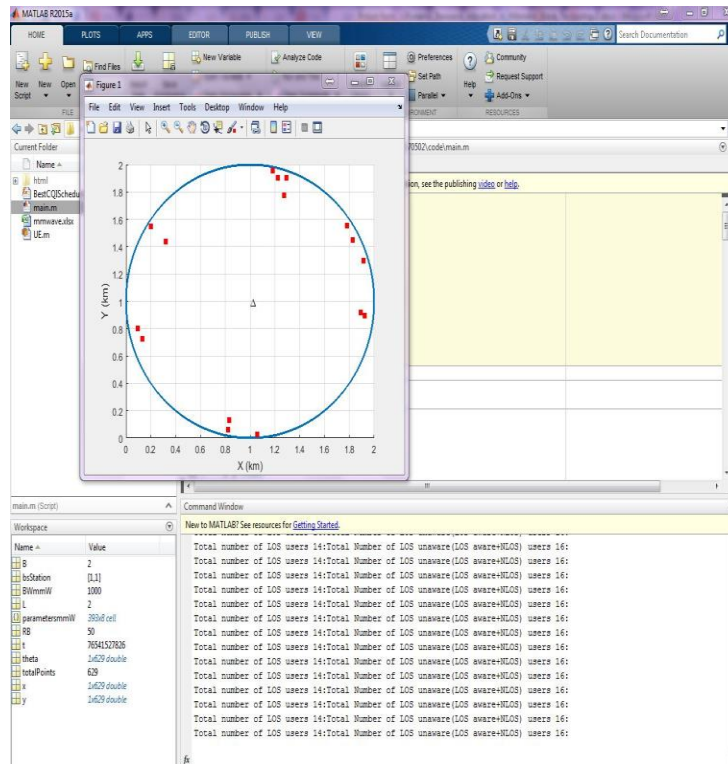 MATLAB R2015a
HOME PLOTS APPS EDITOR PUBLISH VIEW
Search Documentation
New Script
New
Open
Find Files
New Variable
Analyze Code
Preferences
Set Path
Parallel
Help
Community
Request Support
Add-Ons
FILE
RESOURCES
Current Folder
Name
html
BestCQISchedu
main.m
mmwave.xlsx
UE.m
70502\code\main.m
ion, see the publishing video or help.
Figure 1
File Edit View Insert Tools Desktop Window Help
2
1.8
1.6
1.4
1.2
1
0.8
0.6
0.4
0.2
0
Y (km)
Δ
0 0.2 0.4 0.6 0.8 1 1.2 1.4 1.6 1.8 2
X (km)
main.m (Script)
Workspace
Name Value
B 2
bsStation [1,1]
BWmmW 1000
L 2
parametersmmW 393x8 cell
RB 50
t 76541527826
theta 1x629 double
totalPoints 629
x 1x629 double
y 1x629 double
Command Window
New to MATLAB? See resources for Getting Started.
Total number of LOS users 14:Total Number of LOS unaware(LOS aware+NLOS) users 16:
Total number of LOS users 14:Total Number of LOS unaware(LOS aware+NLOS) users 16:
Total number of LOS users 14:Total Number of LOS unaware(LOS aware+NLOS) users 16:
Total number of LOS users 14:Total Number of LOS unaware(LOS aware+NLOS) users 16:
Total number of LOS users 14:Total Number of LOS unaware(LOS aware+NLOS) users 16:
Total number of LOS users 14:Total Number of LOS unaware(LOS aware+NLOS) users 16:
Total number of LOS users 14:Total Number of LOS unaware(LOS aware+NLOS) users 16:
Total number of LOS users 14:Total Number of LOS unaware(LOS aware+NLOS) users 16:
Total number of LOS users 14:Total Number of LOS unaware(LOS aware+NLOS) users 16:
Total number of LOS users 14:Total Number of LOS unaware(LOS aware+NLOS) users 16:
Total number of LOS users 14:Total Number of LOS unaware(LOS aware+NLOS) users 16:
Total number of LOS users 14:Total Number of LOS unaware(LOS aware+NLOS) users 16:
Total number of LOS users 14:Total Number of LOS unaware(LOS aware+NLOS) users 16:
Total number of LOS users 14:Total Number of LOS unaware(LOS aware+NLOS) users 16:
fx